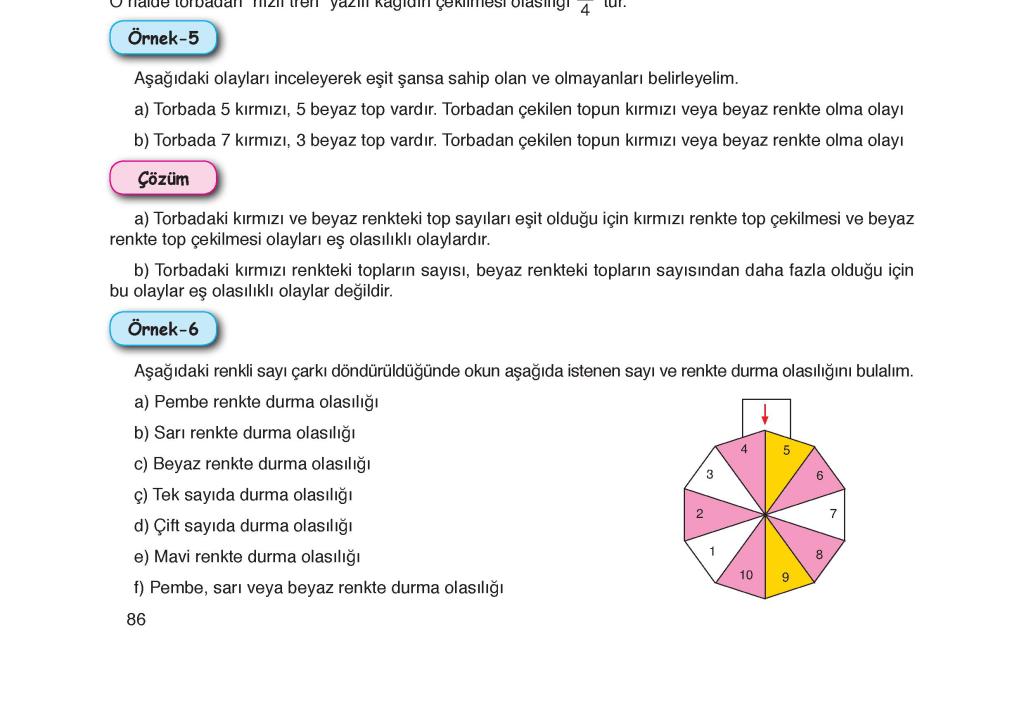 O halde torbadan "hızlı tren" yazılı kağıdın çekilmesi olasılığı 4 tür.
Örnek-5
Aşağıdaki olayları inceleyerek eşit şansa sahip olan ve olmayanları belirleyelim.
a) Torbada 5 kırmızı, 5 beyaz top vardır. Torbadan çekilen topun kırmızı veya beyaz renkte olma olayı
b) Torbada 7 kırmızı, 3 beyaz top vardır. Torbadan çekilen topun kırmızı veya beyaz renkte olma olayı
Çözüm
a) Torbadaki kırmızı ve beyaz renkteki top sayıları eşit olduğu için kırmızı renkte top çekilmesi ve beyaz
renkte top çekilmesi olayları eş olasılıklı olaylardır.
b) Torbadaki kırmızı renkteki topların sayısı, beyaz renkteki topların sayısından daha fazla olduğu için
bu olaylar eş olasılıklı olaylar değildir.
Örnek-6
Aşağıdaki renkli sayı çarkı döndürüldüğünde okun aşağıda istenen sayı ve renkte durma olasılığını bulalım.
a) Pembe renkte durma olasılığı
b) Sarı renkte durma olasılığı
c) Beyaz renkte durma olasılığı
ç) Tek sayıda durma olasılığı
d) Çift sayıda durma olasılığı
e) Mavi renkte durma olasılığı
f) Pembe, sarı veya beyaz renkte durma olasılığı
4 5
3 6
2 7
1 8
10 9
86